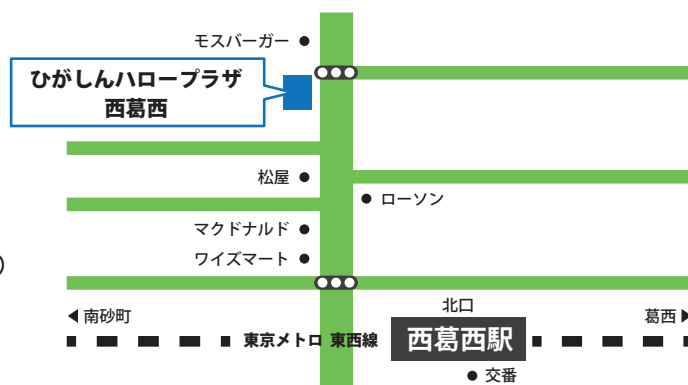 モスバーガー ●
ひがしんハロープラザ
西葛西
松屋 ●
● ローソン
マクドナルド ●
ワイズマート ●
)
北口
◀ 南砂町
葛西 ▶
東京メトロ 東西線
西葛西駅
● 交番